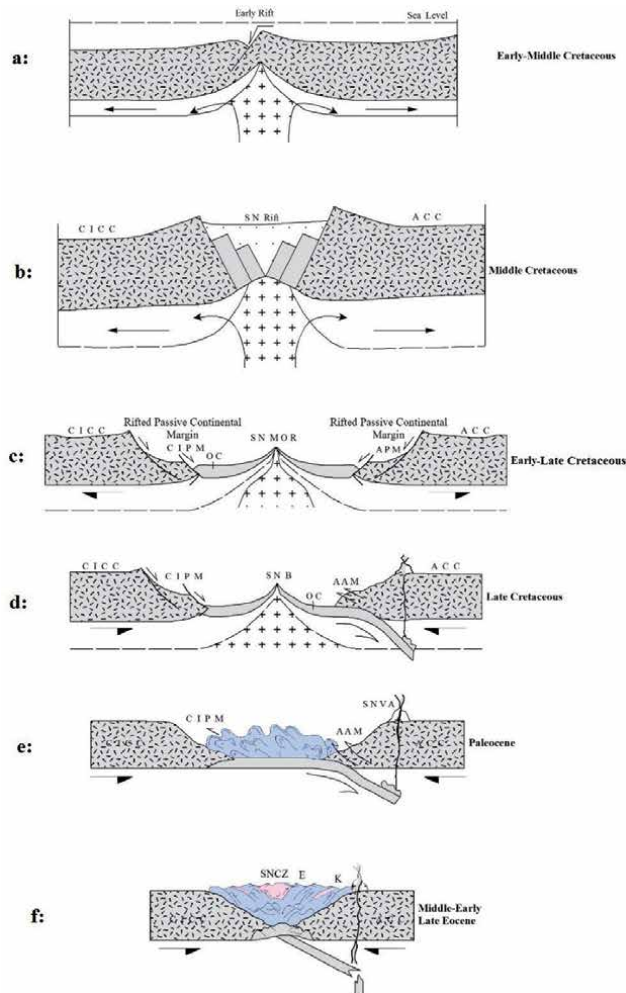 Early Rift
Sea Level
a:
Early-Middle Cretaceous
C I C C
S N Rift
A C C
b:
Middle Cretaceous
Rifted Passive Continental
Margin
Rifted Passive Continental
Margin
C I C C
C I P M
O C
S N M O R
A P M
A C C
c:
Early-Late Cretaceous
C I C C
C I P M
S N B
O C
A A M
A C C
d:
Late Cretaceous
S N V A
C I P M
A A M
C I C C
A C C
e:
Paleocene
SNCZ E K
f:
Middle-Early
Late Eocene